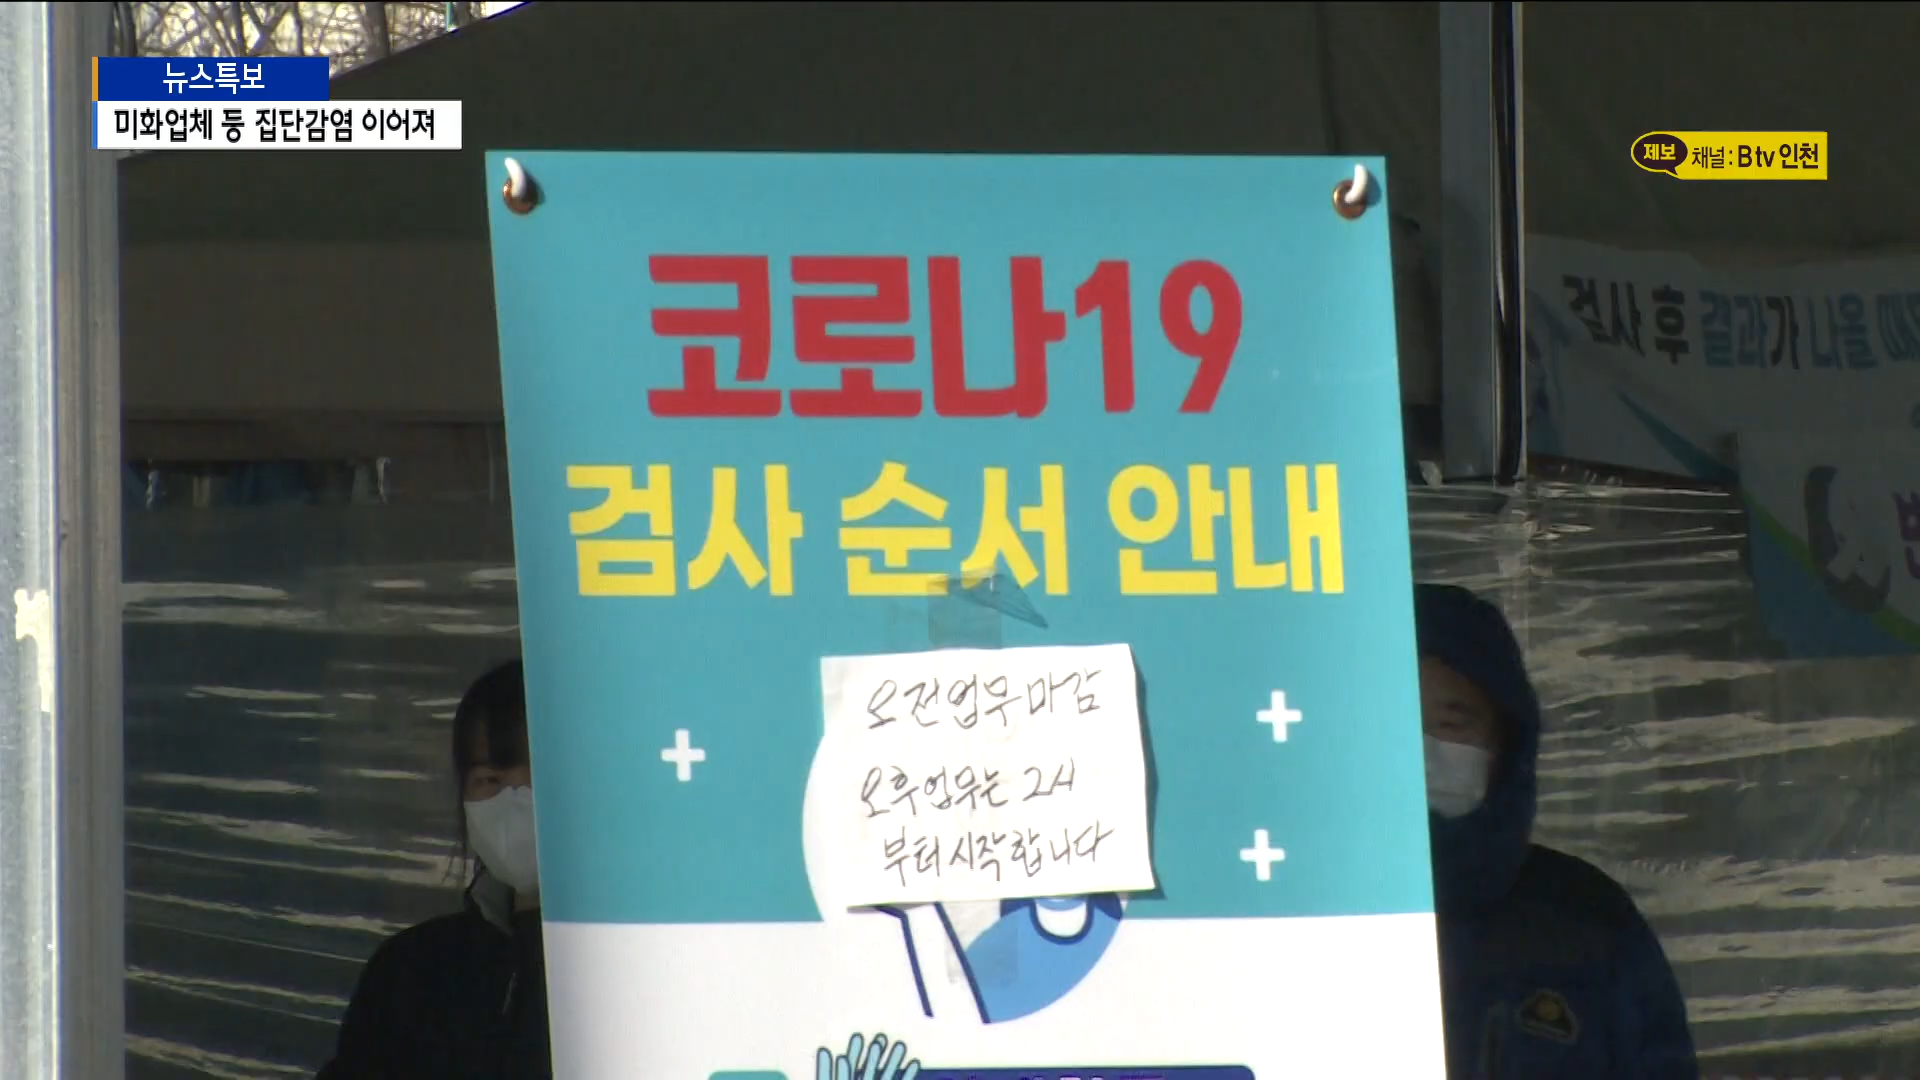 뉴스특보
미화업체 등 집단감염 이어져
제보 채널 : B tv 인천
코로나19
검사 순서 안내
오전업무마감
오후업무는 2시
부터 시작합니다
검사 후 결과가 나올 때